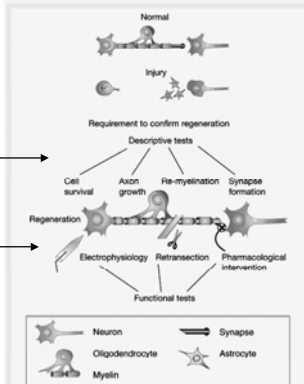 Normal
Injury
Requirement to confirm regeneration
Descriptive tests
Cell survival
Axon growth
Re-myelination
Synapse formation
Regeneration
Electrophysiology
Retransection
Pharmacological intervention
Functional tests
Neuron
Synapse
Oligodendrocyte
Astrocyte
Myelin